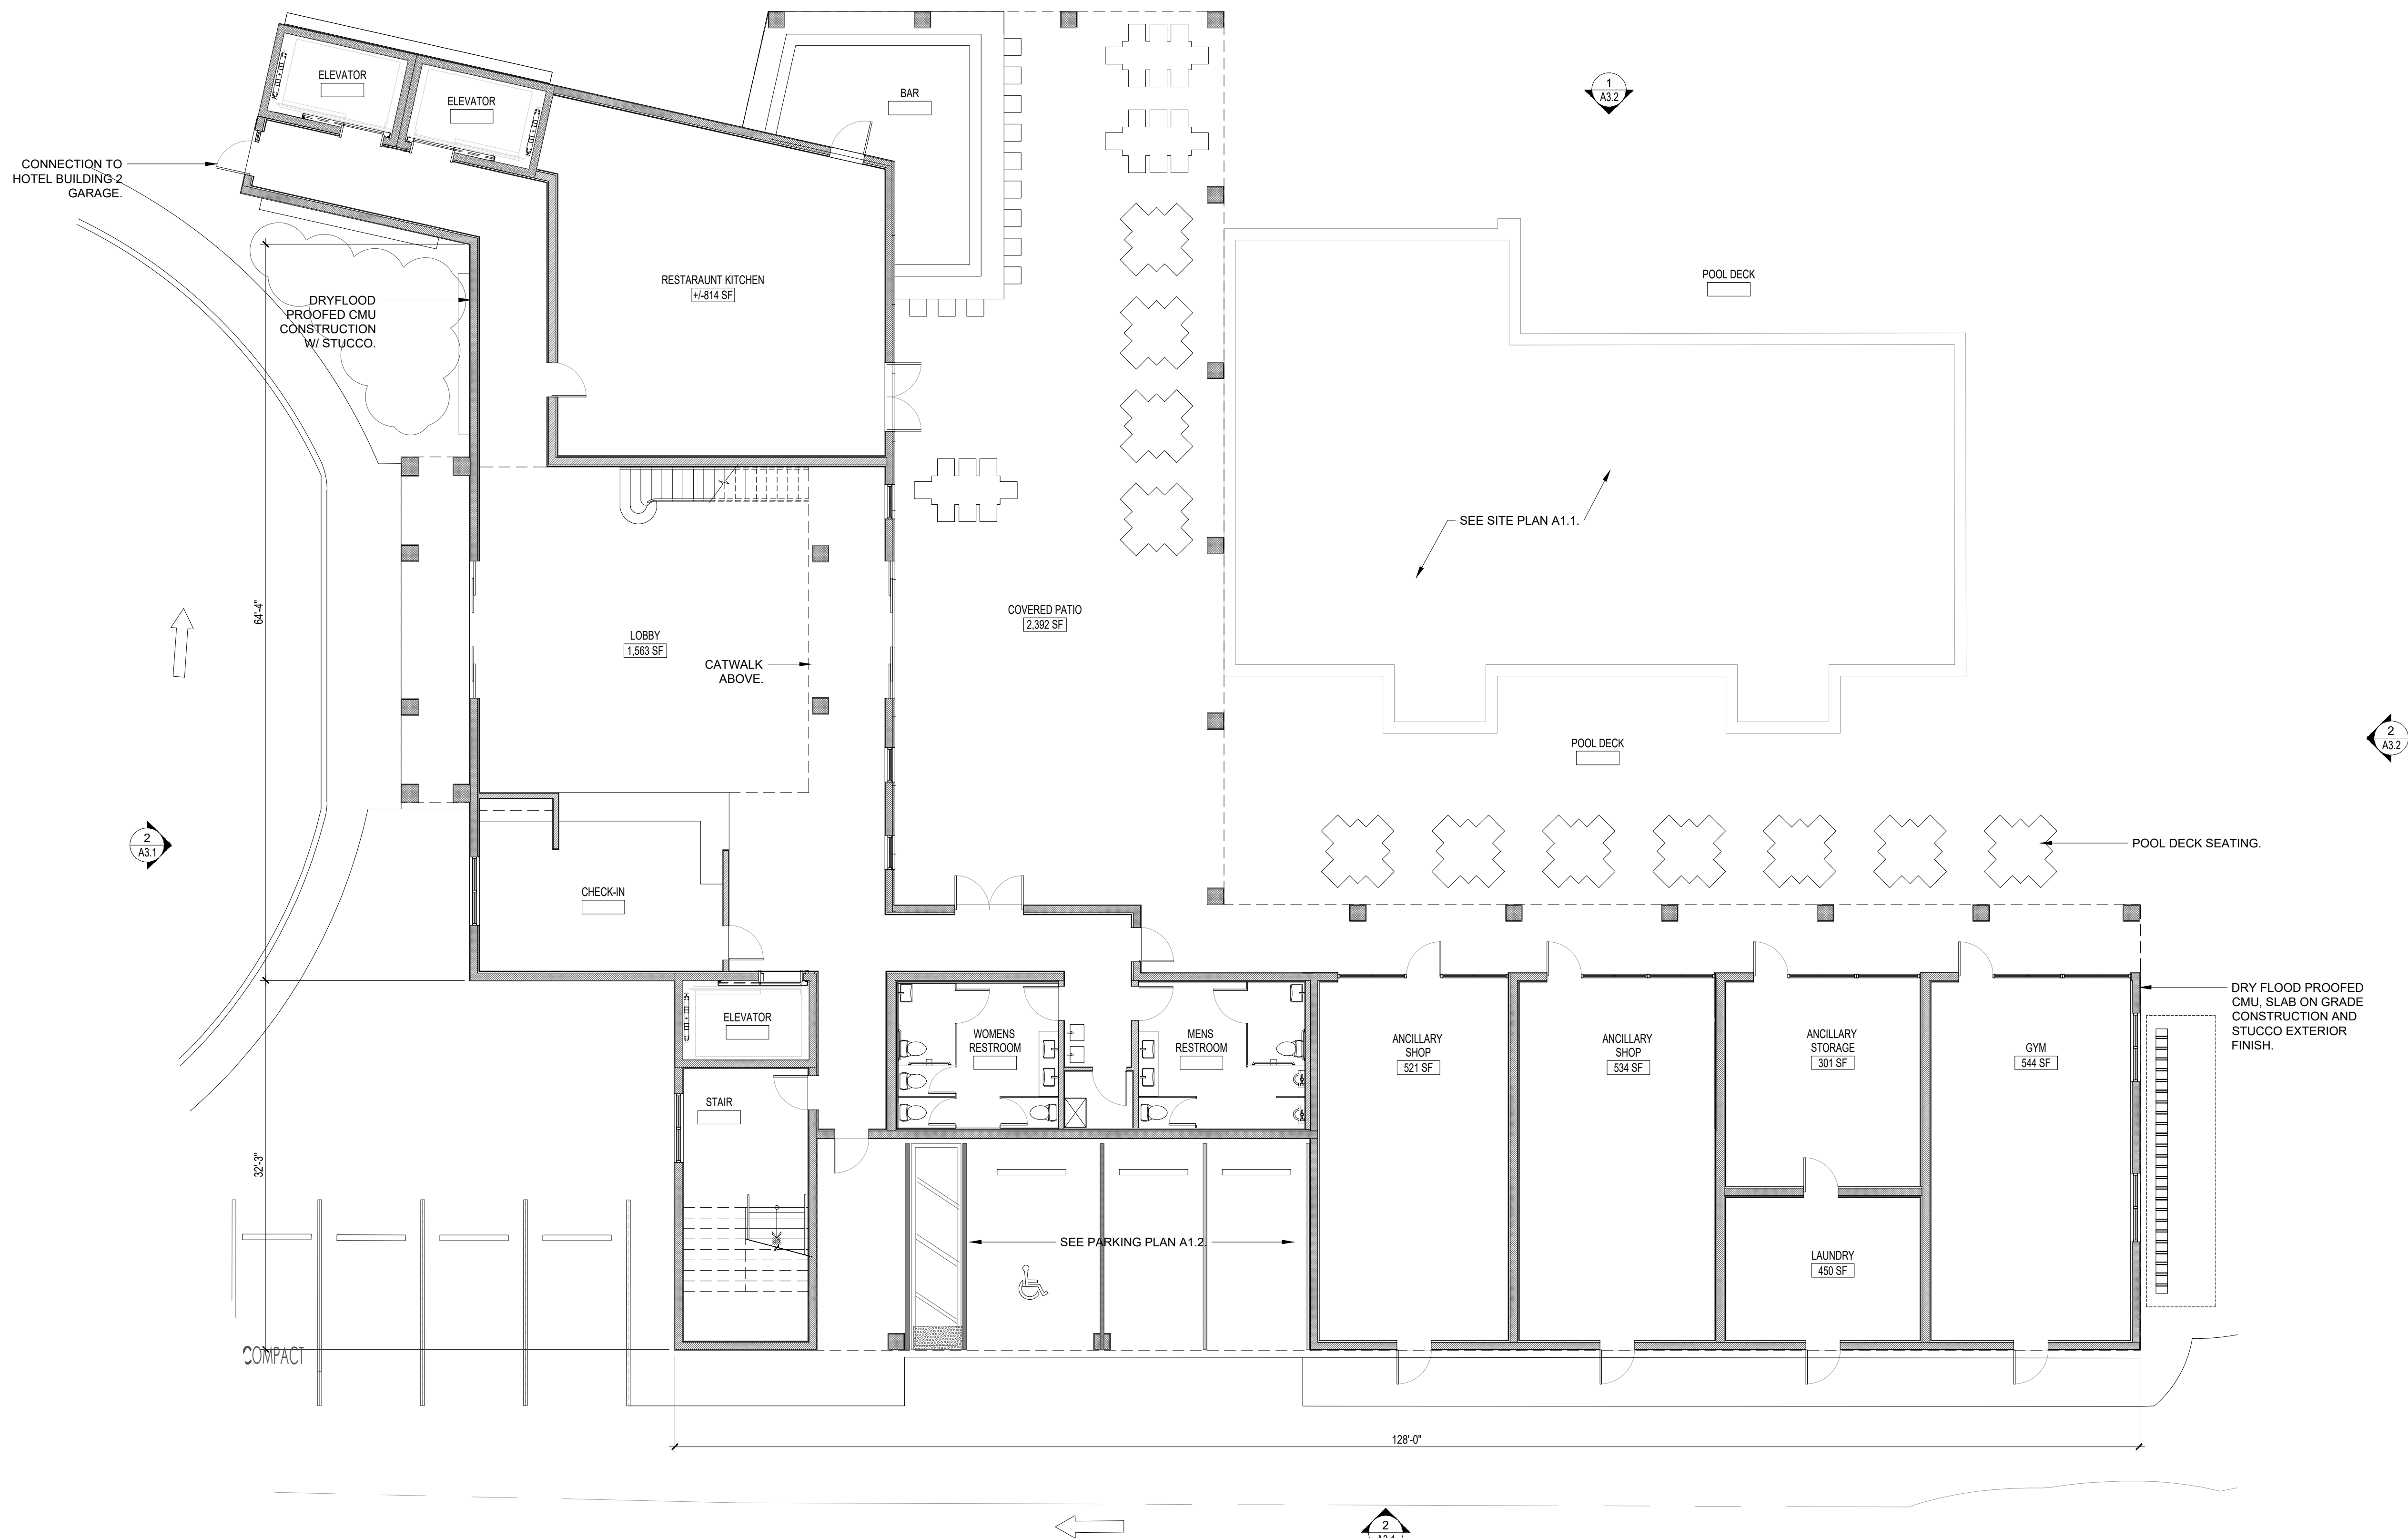 ELEVATOR
ELEVATOR
BAR
1
A3.2
CONNECTION TO
HOTEL BUILDING 2
GARAGE.
RESTARAUNT KITCHEN
+/-814 SF
POOL DECK
DRYFLOOD
PROOFED CMU
CONSTRUCTION
W/ STUCCO.
SEE SITE PLAN A1.1.
64'-4"
COVERED PATIO
2,392 SF
LOBBY
1,563 SF
CATWALK
ABOVE.
POOL DECK
2
A3.2
2
A3.1
POOL DECK SEATING.
CHECK-IN
DRY FLOOD PROOFED
CMU, SLAB ON GRADE
CONSTRUCTION AND
STUCCO EXTERIOR
FINISH.
ELEVATOR
WOMENS
RESTROOM
MENS
RESTROOM
ANCILLARY
SHOP
521 SF
ANCILLARY
SHOP
534 SF
ANCILLARY
STORAGE
301 SF
GYM
544 SF
STAIR
32'-3"
SEE PARKING PLAN A1.2.
LAUNDRY
450 SF
COMPACT
128'-0"
2